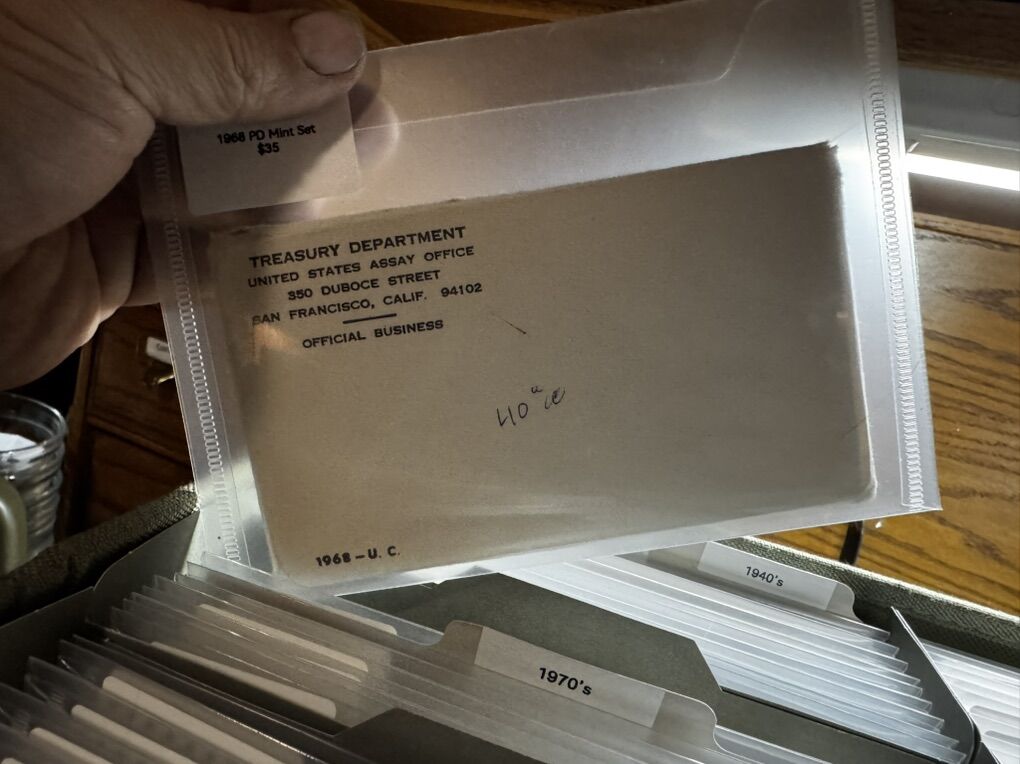 1968 PD Mint Set
$35
TREASURY DEPARTMENT
UNITED STATES ASSAY OFFICE
350 DUBOCE STREET
SAN FRANCISCO, CALIF. 94102
OFFICIAL BUSINESS
1968 – U. C.
1940's
1970's